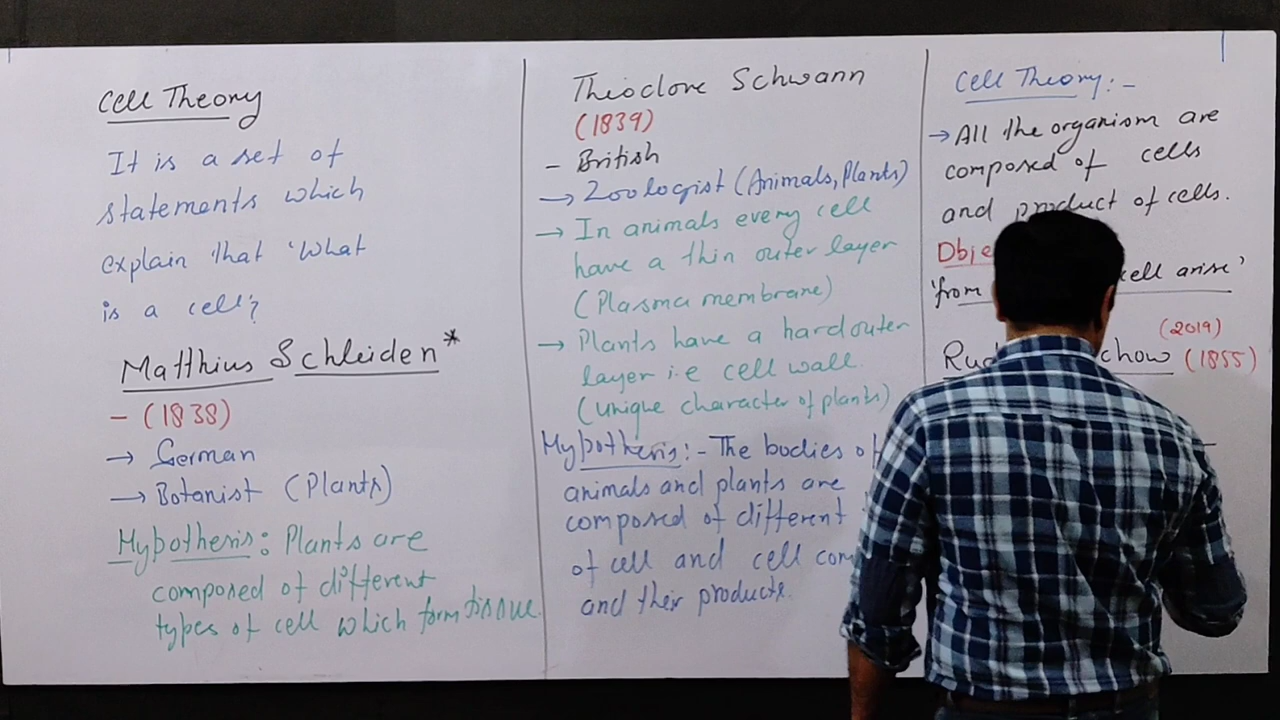 Cell Theory
It is a set of
statements which
explain that 'What
is a cell?
Matthius Schleiden*
- (1838)
→ German
→ Botanist (Plants)
Hypothesis: Plants are
composed of different
types of cell which form tissue.
Theodore Schwann
(1839)
- British
→ Zoologist (Animals, Plants)
→ In animals every cell
have a thin outer layer
(Plasma membrane)
→ Plants have a hard outer
layer i.e cell wall.
(unique character of plants)
Hypothesis:- The bodies of
animals and plants are
composed of different
of cell and cell
and their products.
Cell Theory:-
→ All the organism are
composed of cells
and product of cells.
'from cell arise'
(2019)
(1855)